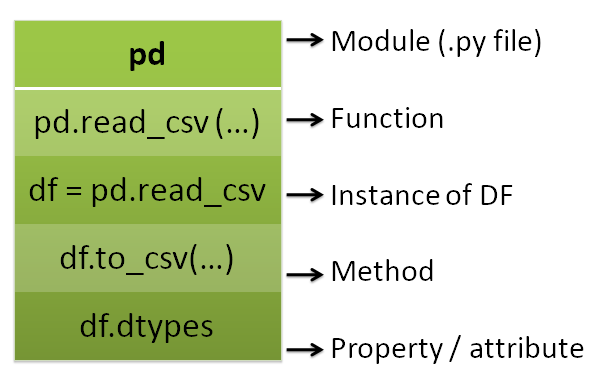 pd
Module (.py file)
pd.read_csv (...)
Function
df = pd.read_csv
Instance of DF
df.to_csv(...)
Method
df.dtypes
Property / attribute